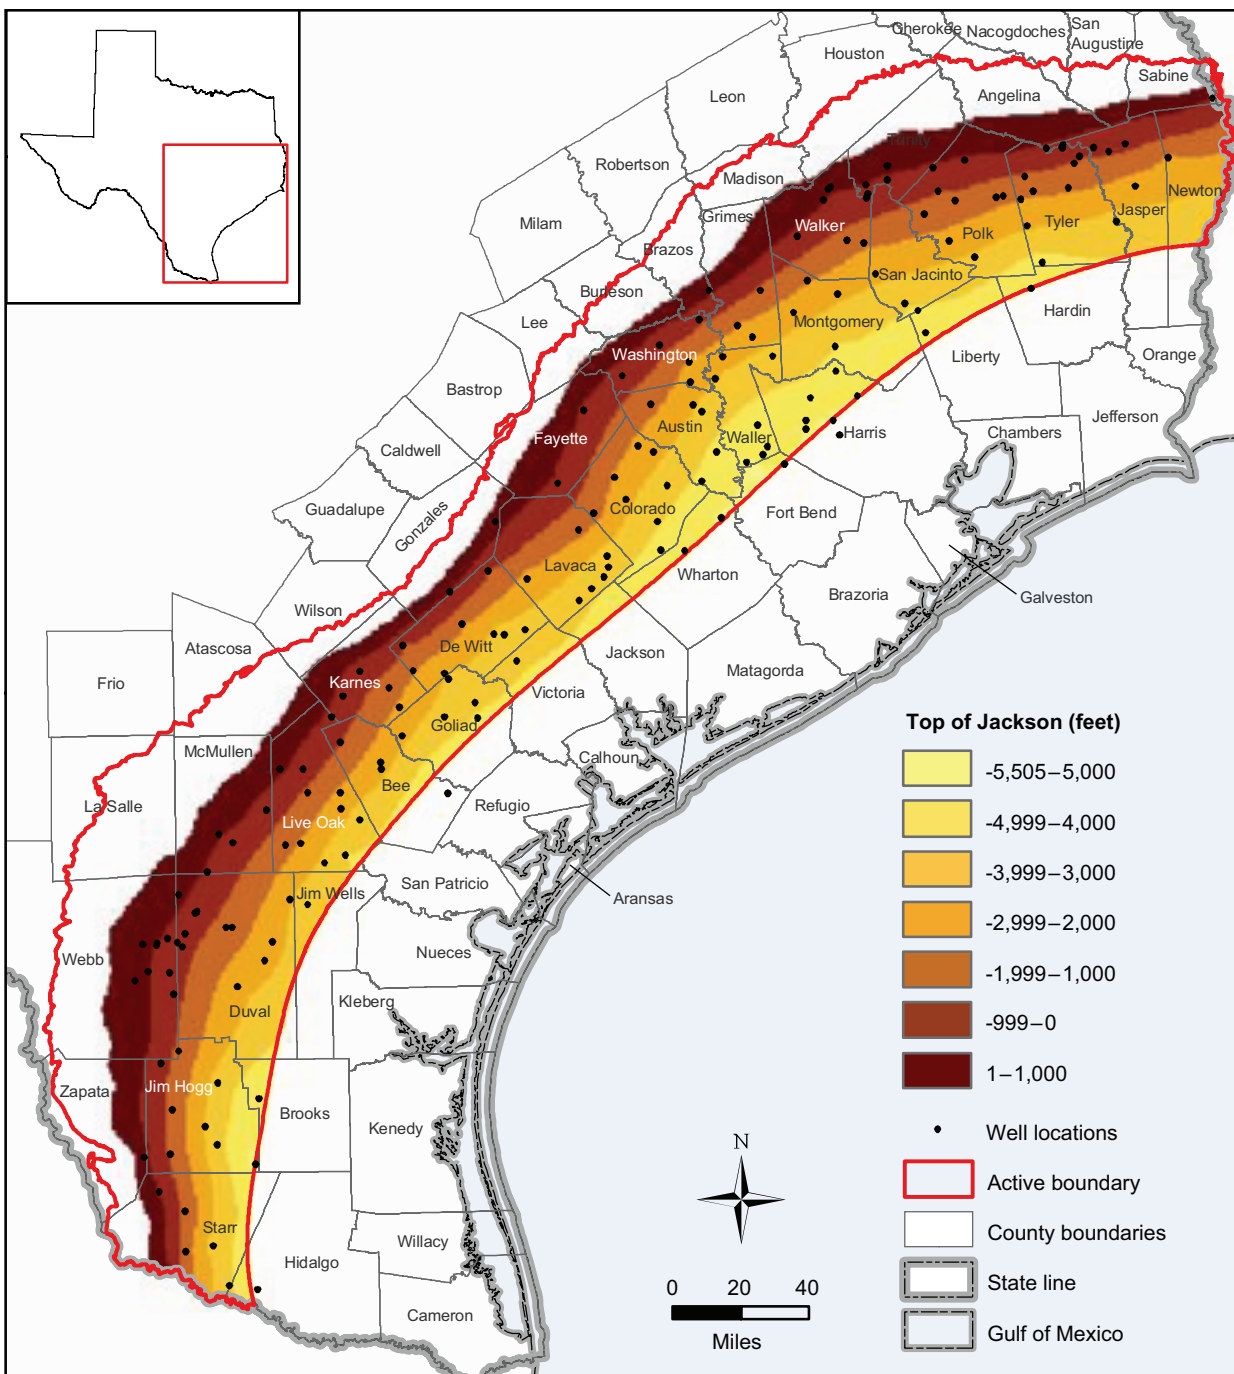 Cherokee
Nacogdoches
San
Augustine
Houston
Sabine
Angelina
Leon
Trinity
Robertson
Madison
Newton
Jasper
Grimes
Walker
Milam
Tyler
Polk
Brazos
San Jacinto
Burleson
Hardin
Lee
Montgomery
Washington
Liberty
Orange
Bastrop
Jefferson
Austin
Fayette
Waller
Harris
Chambers
Caldwell
Guadalupe
Colorado
Fort Bend
Gonzales
Lavaca
Wharton
Brazoria
Galveston
Wilson
Atascosa
De Witt
Jackson
Matagorda
Frio
Karnes
Victoria
Goliad
McMullen
Calhoun
Bee
La Salle
Refugio
Live Oak
San Patricio
Jim Wells
Aransas
Nueces
Webb
Kleberg
Duval
Zapata
Jim Hogg
Brooks
Kenedy
Starr
Willacy
Hidalgo
Cameron
Top of Jackson (feet)
-5,505–5,000
-4,999–4,000
-3,999–3,000
-2,999–2,000
-1,999–1,000
-999–0
1–1,000
Well locations
Active boundary
County boundaries
State line
Gulf of Mexico
N
0 20 40
Miles